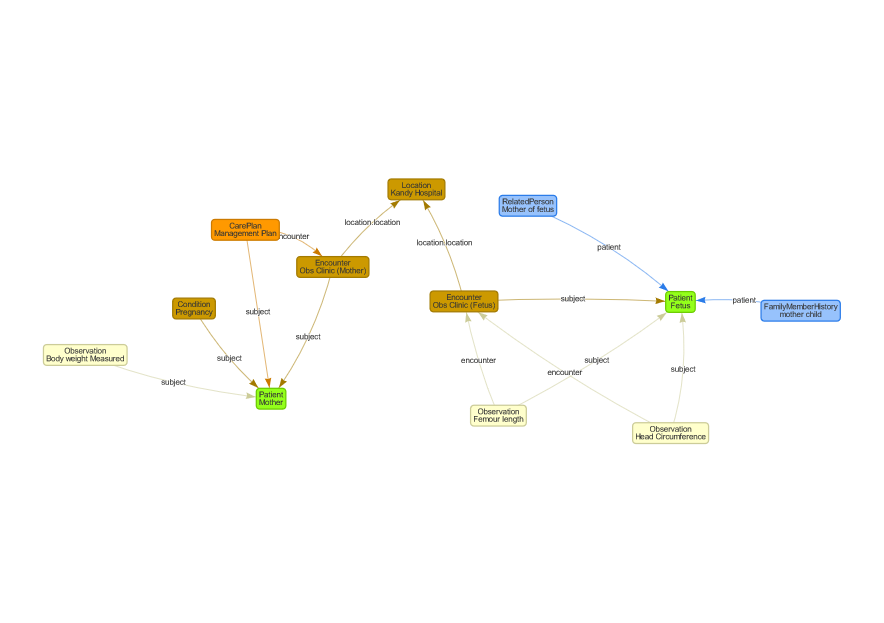 Location
Kandy Hospital
RelatedPerson
Mother of fetus
CarePlan
Management Plan
ncounter
location.location
location.location
patient
Encounter
Obs Clinic (Mother)
Encounter
Obs Clinic (Fetus)
subject
Patient
Fetus
patient
FamilyMemberHistory
mother child
Condition
Pregnancy
subject
subject
Observation
Body weight Measured
subject
encounter
subject
encounter
subject
subject
Patient
Mother
Observation
Femour length
Observation
Head Circumference